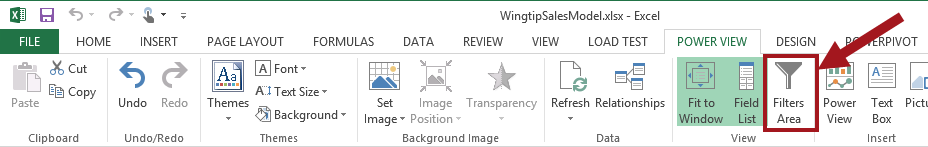 WingtipSalesModel.xlsx - Excel
FILE HOME INSERT PAGE LAYOUT FORMULAS DATA REVIEW VIEW LOAD TEST POWER VIEW DESIGN POWERPIVOT
Paste
Cut
Copy
Clipboard
Undo Redo
Undo/Redo
Aa
Themes
A Font
A Text Size
Effects
Themes
Set
Image
Image
Position
Transparency
Background Image
Refresh Relationships
Data
Fit to
Window
Field
List
Filters
Area
View
Power
View
A
Text
Box
Insert